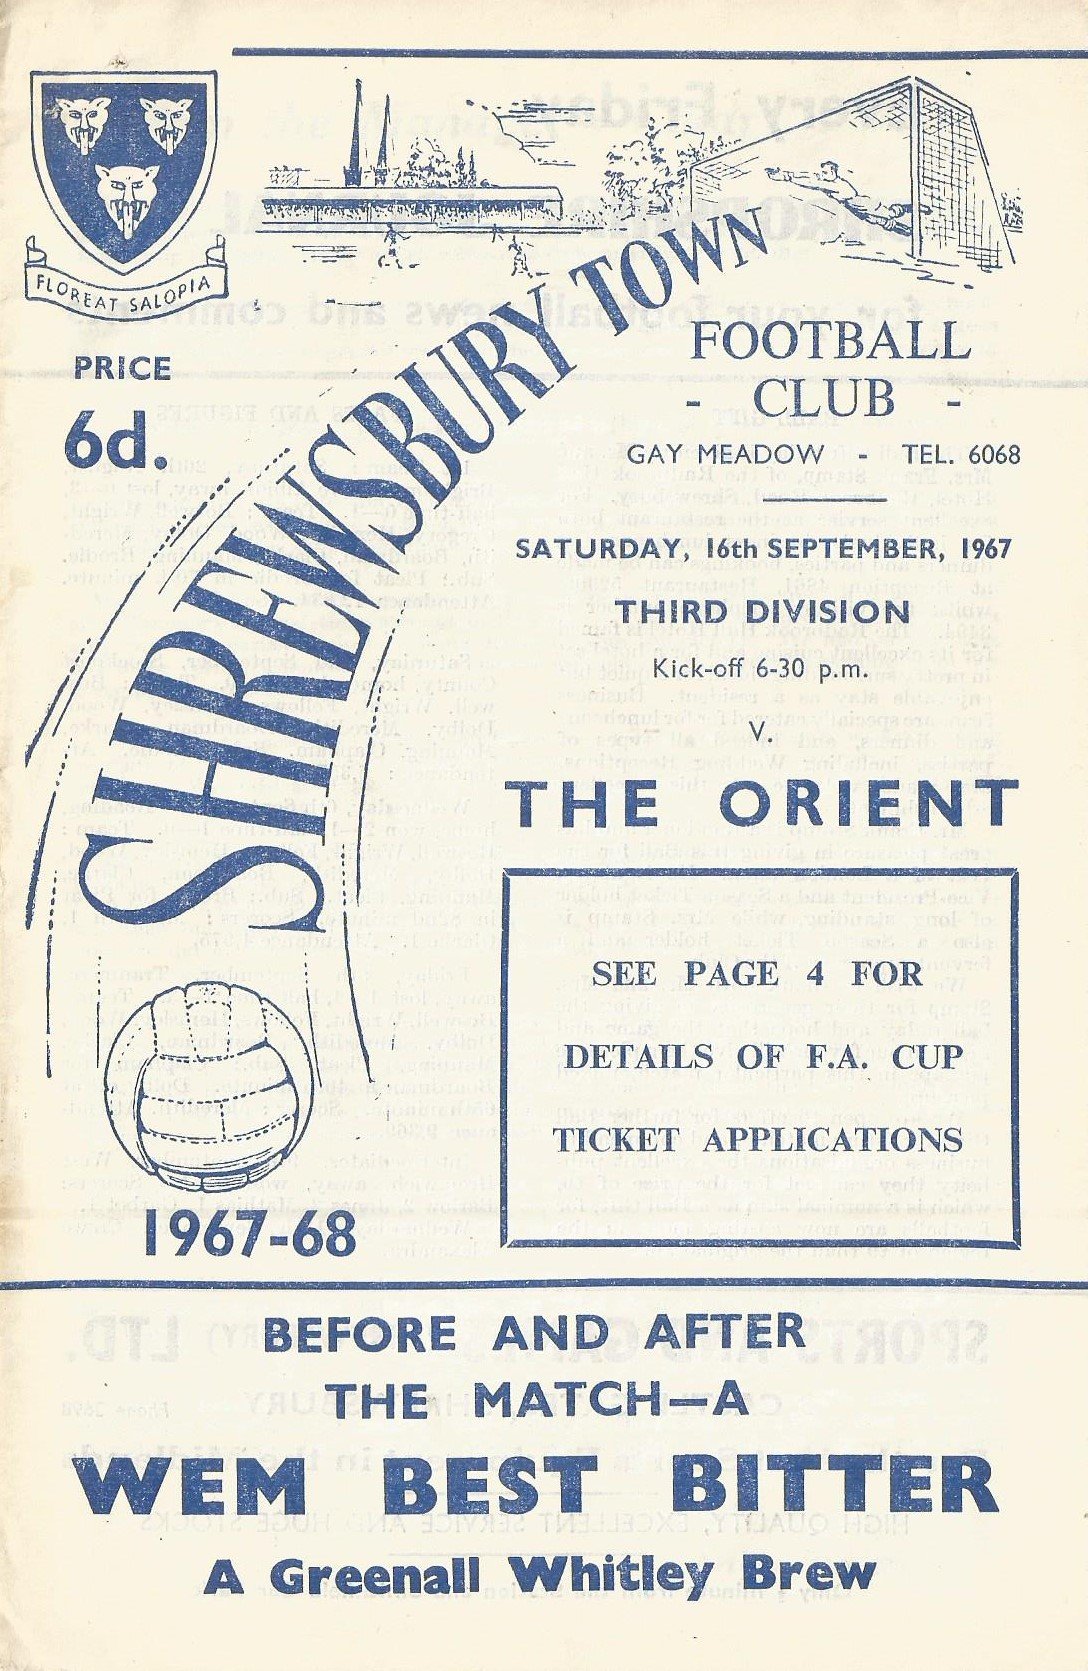 FLOREAT SALOPIA
PRICE
6d.
SHREWSBURY TOWN
FOOTBALL
- CLUB -
GAY MEADOW - TEL. 6068
SATURDAY, 16th SEPTEMBER, 1967
THIRD DIVISION
Kick-off 6-30 p.m.
v.
THE ORIENT
SEE PAGE 4 FOR
DETAILS OF F.A. CUP
TICKET APPLICATIONS
1967-68
BEFORE AND AFTER
THE MATCH—A
WEM BEST BITTER
A Greenall Whitley Brew